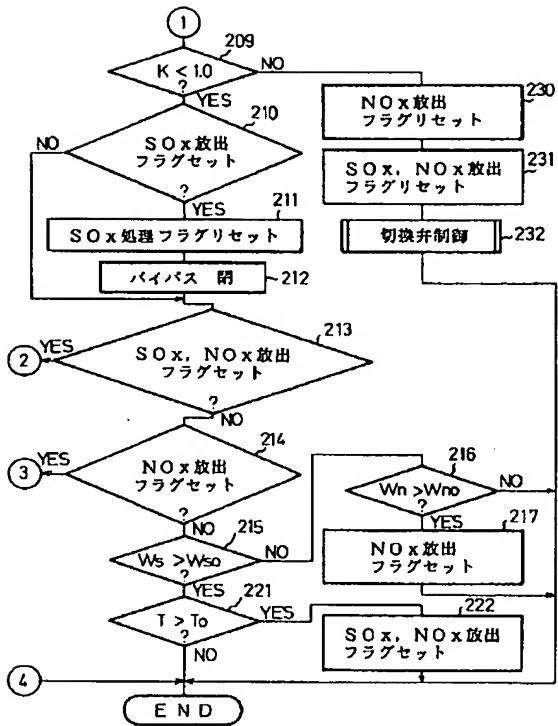 1
209
K < 1.0
?
NO
YES
210
SOx放出
フラグセット
?
NO
YES
211
SOx処理フラグリセット
バイパス 閉
212
213
SOx, NOx放出
フラグセット
?
YES
2
NO
214
NOx放出
フラグセット
?
YES
3
NO
215
Ws >Wso
?
NO
YES
216
Wn >Wno
?
NO
YES
217
NOx放出
フラグセット
221
T > To
?
YES
NO
222
SOx, NOx放出
フラグセット
230
NOx放出
フラグリセット
231
SOx, NOx放出
フラグリセット
切換弁制御
232
4
END